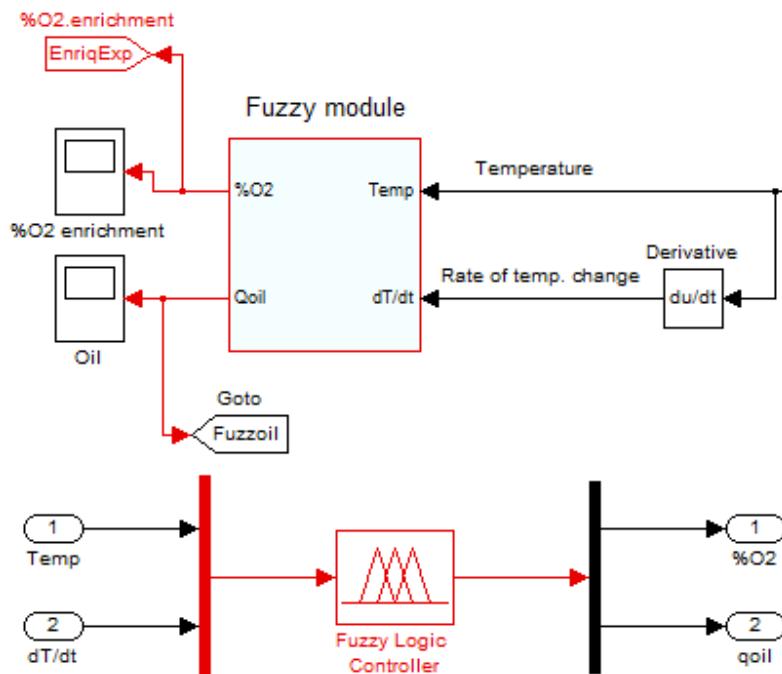 %O2.enrichment
EnriqExp
Fuzzy module
%O2
Temp
Temperature
%O2 enrichment
Derivative
Rate of temp. change
Qoil
dT/dt
du/dt
Oil
Goto
Fuzzoil
1
Temp
1
%O2
2
dT/dt
Fuzzy Logic
Controller
2
qoil